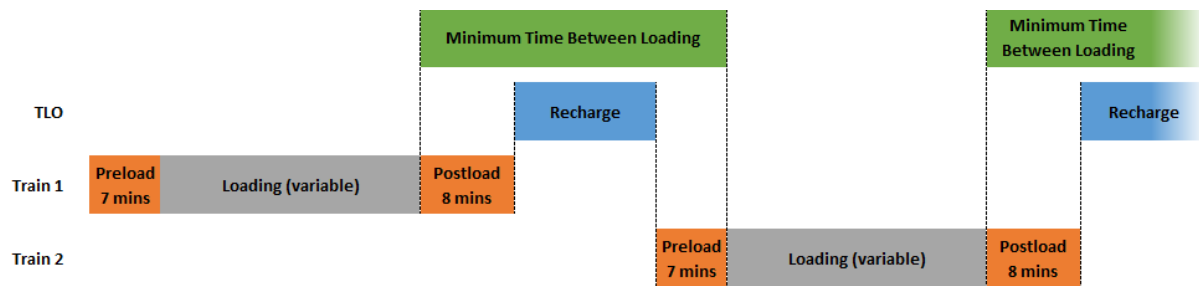 Minimum Time Between Loading
Minimum Time
Between Loading
TLO
Recharge
Recharge
Train 1
Preload
7 mins
Loading (variable)
Postload
8 mins
Train 2
Preload
7 mins
Loading (variable)
Postload
8 mins